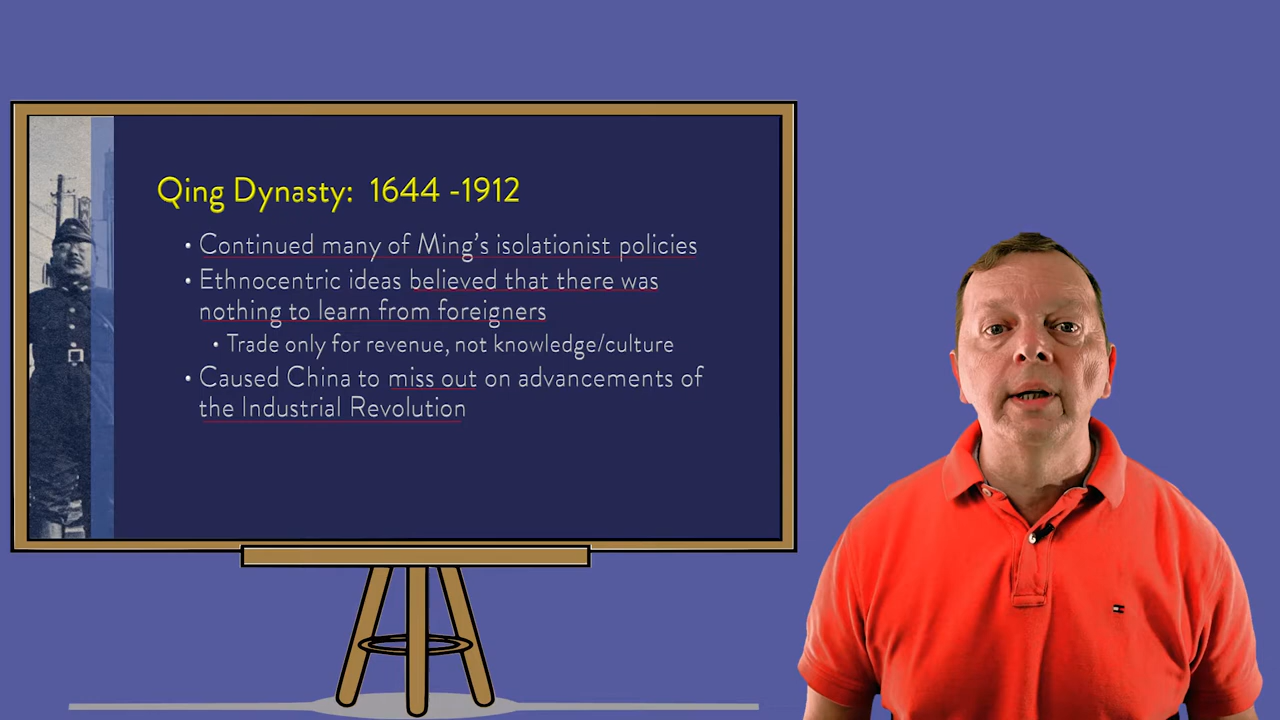 Qing Dynasty: 1644 -1912
• Continued many of Ming's isolationist policies
• Ethnocentric ideas believed that there was
nothing to learn from foreigners
• Trade only for revenue, not knowledge/culture
• Caused China to miss out on advancements of
the Industrial Revolution